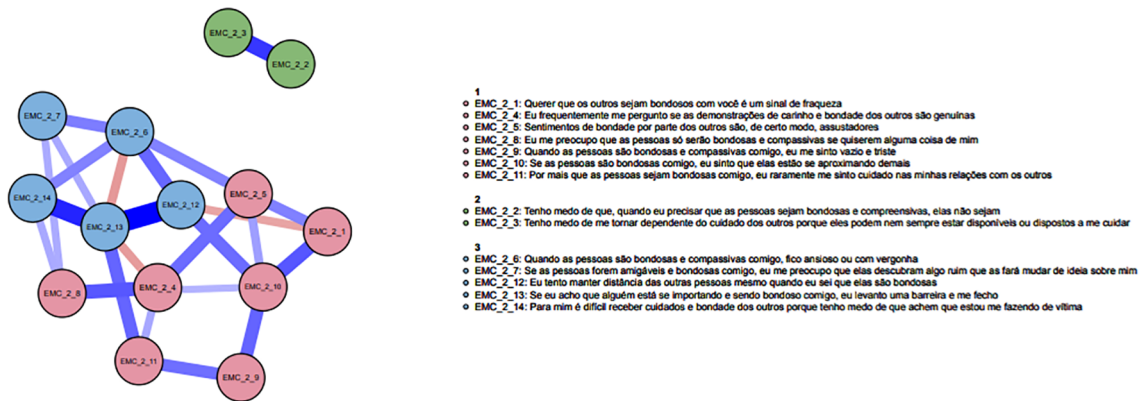 EMC_2_3
EMC_2_2
EMC_2_7
EMC_2_6
EMC_2_14
EMC_2_12
EMC_2_5
EMC_2_13
EMC_2_1
EMC_2_8
EMC_2_4
EMC_2_10
EMC_2_11
EMC_2_9
1
EMC_2_1: Querer que os outros sejam bondosos com você é um sinal de fraqueza
EMC_2_4: Eu frequentemente me pergunto se as demonstrações de carinho e bondade dos outros são genuínas
EMC_2_5: Sentimentos de bondade por parte dos outros são, de certo modo, assustadores
EMC_2_8: Eu me preocupo que as pessoas só serão bondosas e compassivas se quiserem alguma coisa de mim
EMC_2_9: Quando as pessoas são bondosas e compassivas comigo, eu me sinto vazio e triste
EMC_2_10: Se as pessoas são bondosas comigo, eu sinto que elas estão se aproximando demais
EMC_2_11: Por mais que as pessoas sejam bondosas comigo, eu raramente me sinto cuidado nas minhas relações com os outros
2
EMC_2_2: Tenho medo de que, quando eu precisar que as pessoas sejam bondosas e compreensivas, elas não sejam
EMC_2_3: Tenho medo de me tornar dependente do cuidado dos outros porque eles podem nem sempre estar disponíveis ou dispostos a me cuidar
3
EMC_2_6: Quando as pessoas são bondosas e compassivas comigo, fico ansioso ou com vergonha
EMC_2_7: Se as pessoas forem amigáveis e bondosas comigo, eu me preocupo que elas descubram algo ruim que as fará mudar de ideia sobre mim
EMC_2_12: Eu tento manter distância das outras pessoas mesmo quando eu sei que elas são bondosas
EMC_2_13: Se eu acho que alguém está se importando e sendo bondoso comigo, eu levanto uma barreira e me fecho
EMC_2_14: Para mim é difícil receber cuidados e bondade dos outros porque tenho medo de que achem que estou me fazendo de vítima